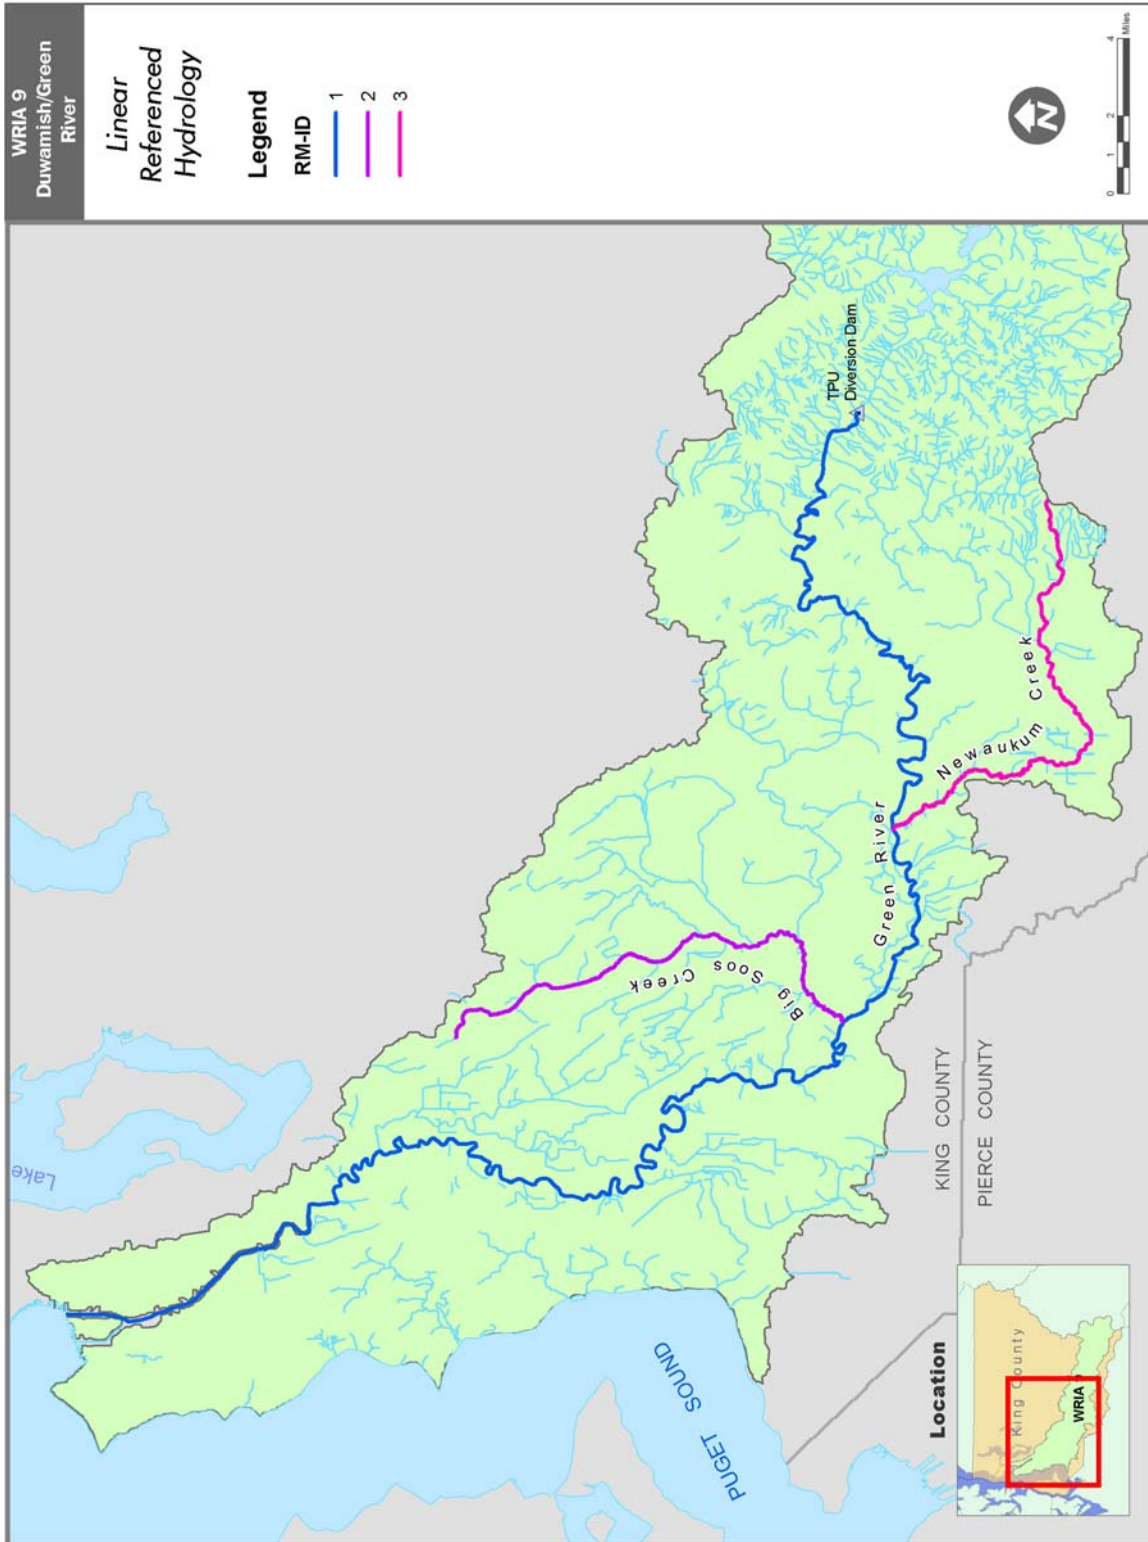 WRIA 9
Duwamish/Green
River
Linear
Referenced
Hydrology
Legend
RM-ID
1
2
3
N
0 1 2 4
Miles
Lake
TPU
Diversion Dam
Big Soos Creek
Green River
Newaukum Creek
PUGET SOUND
KING COUNTY
PIERCE COUNTY
Location
King County
WRIA 9